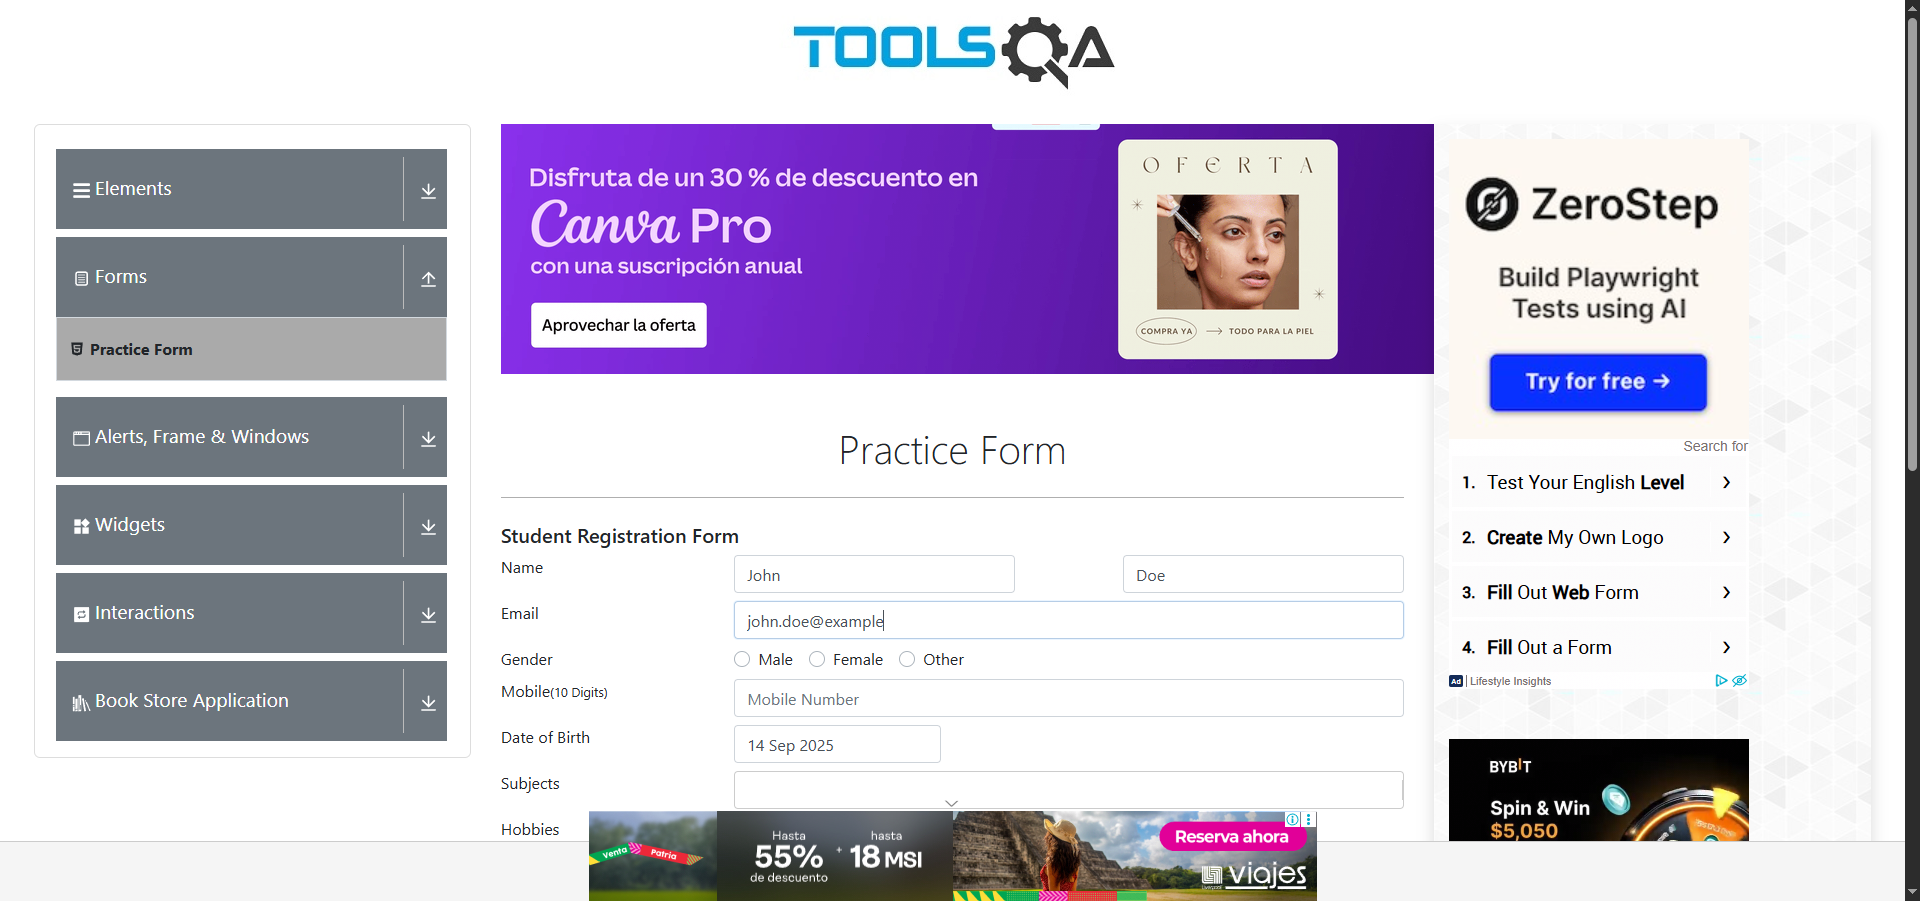 TOOLSQA
Elements
Forms
Practice Form
Alerts, Frame & Windows
Widgets
Interactions
Book Store Application
Disfruta de un 30 % de descuento en
Canva Pro
con una suscripción anual
Aprovechar la oferta
OFERTA
COMPRA YA
TODO PARA LA PIEL
Practice Form
Student Registration Form
Name
John
Doe
Email
john.doe@example
Gender
Male
Female
Other
Mobile(10 Digits)
Mobile Number
Date of Birth
14 Sep 2025
Subjects
Hobbies
ZeroStep
Build Playwright
Tests using AI
Try for free →
Search for
1. Test Your English Level
2. Create My Own Logo
3. Fill Out Web Form
4. Fill Out a Form
Ad | Lifestyle Insights
BYBIT
Spin & Win
$5,050
Venta Patria
Hasta
55%
de descuento
+
hasta
18 MSI
Reserva ahora
Liverpool viajes